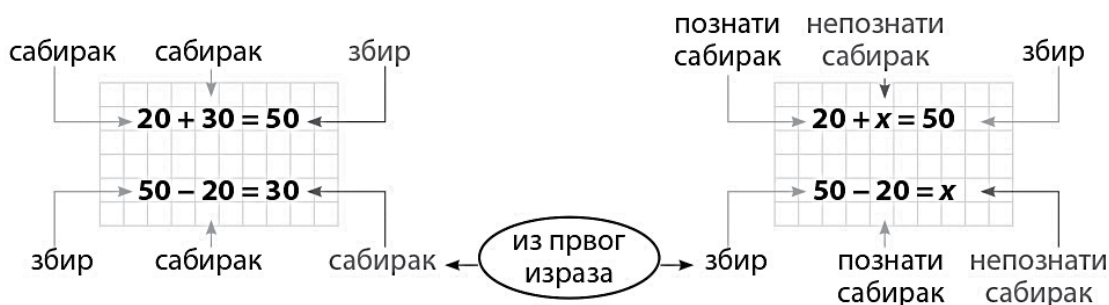 сабирак сабирак збир
20 + 30 = 50
50 – 20 = 30
збир сабирак сабирак
из првог
израза
познати непознати
сабирак сабирак збир
20 + x = 50
50 – 20 = x
збир познати непознати
сабирак сабирак